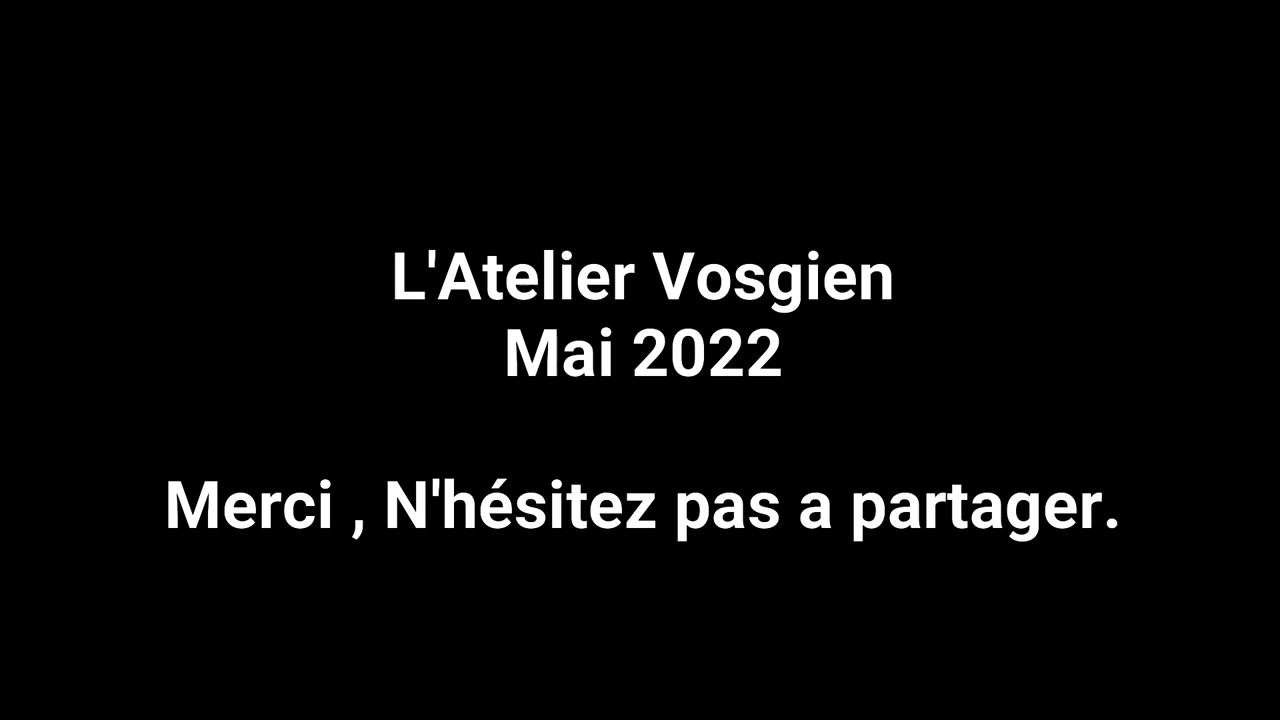 L'Atelier Vosgien
Mai 2022
Merci , N'hésitez pas a partager.